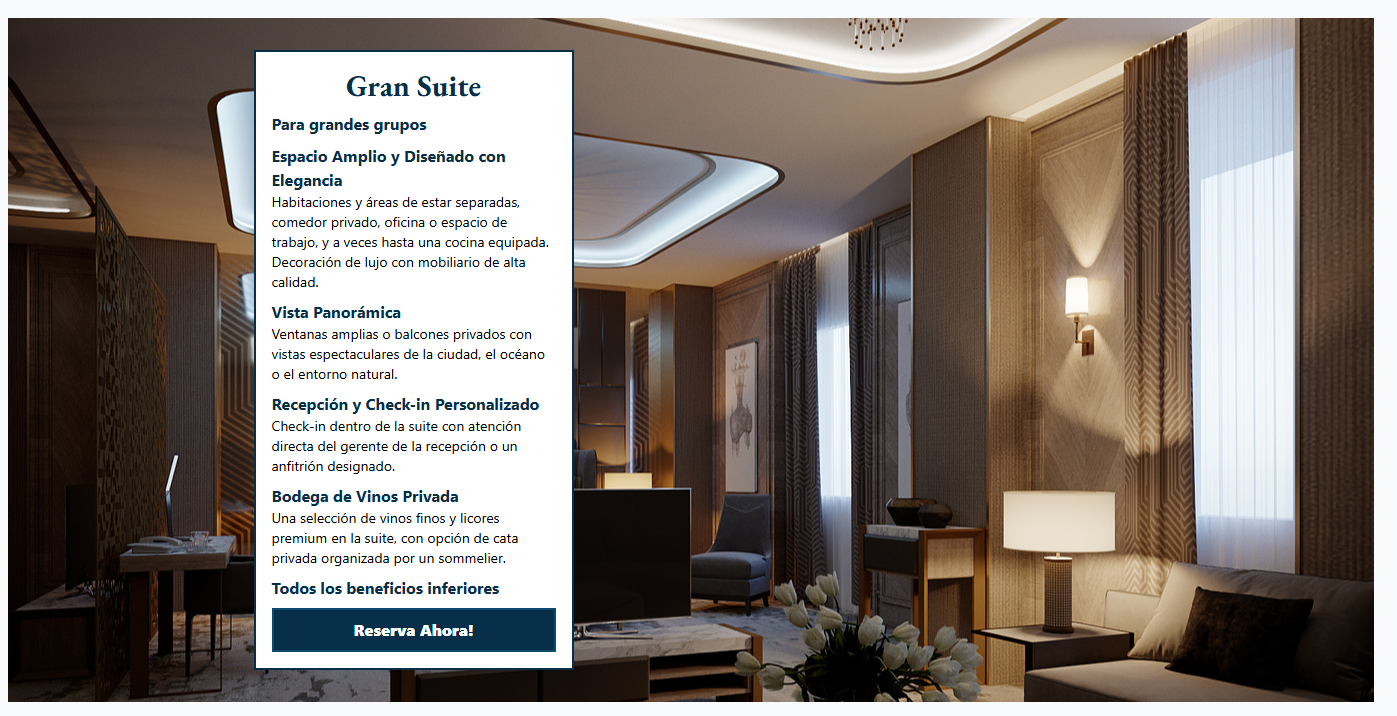 Gran Suite
Para grandes grupos
Espacio Amplio y Diseñado con
Elegancia
Habitaciones y áreas de estar separadas,
comedor privado, oficina o espacio de
trabajo, y a veces hasta una cocina equipada.
Decoración de lujo con mobiliario de alta
calidad.
Vista Panorámica
Ventanas amplias o balcones privados con
vistas espectaculares de la ciudad, el océano
o el entorno natural.
Recepción y Check-in Personalizado
Check-in dentro de la suite con atención
directa del gerente de la recepción o un
anfitrión designado.
Bodega de Vinos Privada
Una selección de vinos finos y licores
premium en la suite, con opción de cata
privada organizada por un sommelier.
Todos los beneficios inferiores
Reserva Ahora!